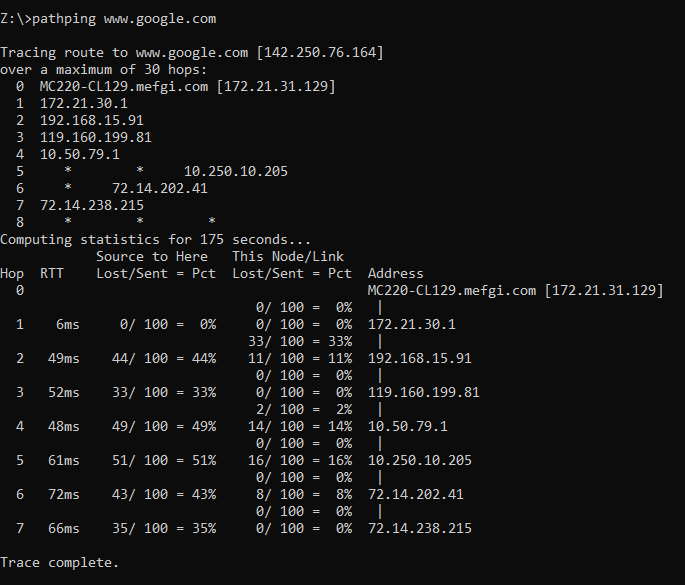 Z:\>pathping www.google.com

Tracing route to www.google.com [142.250.76.164]
over a maximum of 30 hops:
  0  MC220-CL129.mefgi.com [172.21.31.129]
  1  172.21.30.1
  2  192.168.15.91
  3  119.160.199.81
  4  10.50.79.1
  5     *        *     10.250.10.205
  6     *     72.14.202.41
  7  72.14.238.215
  8     *        *        *
Computing statistics for 175 seconds...
            Source to Here   This Node/Link
Hop  RTT    Lost/Sent = Pct  Lost/Sent = Pct  Address
  0                                           MC220-CL129.mefgi.com [172.21.31.129]
                                0/ 100 =  0%   |
  1    6ms     0/ 100 =  0%     0/ 100 =  0%  172.21.30.1
                               33/ 100 = 33%   |
  2   49ms    44/ 100 = 44%    11/ 100 = 11%  192.168.15.91
                                0/ 100 =  0%   |
  3   52ms    33/ 100 = 33%     0/ 100 =  0%  119.160.199.81
                                2/ 100 =  2%   |
  4   48ms    49/ 100 = 49%    14/ 100 = 14%  10.50.79.1
                                0/ 100 =  0%   |
  5   61ms    51/ 100 = 51%    16/ 100 = 16%  10.250.10.205
                                0/ 100 =  0%   |
  6   72ms    43/ 100 = 43%     8/ 100 =  8%  72.14.202.41
                                0/ 100 =  0%   |
  7   66ms    35/ 100 = 35%     0/ 100 =  0%  72.14.238.215

Trace complete.